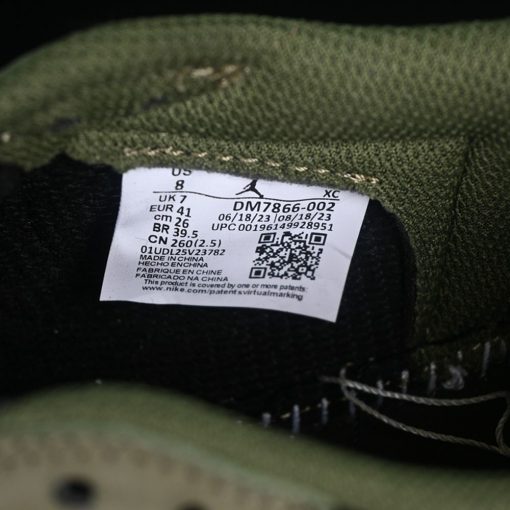 US
8 XC
UK 7 DM7866-002
EUR 41 06/18/23 08/18/23
cm 26 UPC 00196149928951
BR 39.5
CN 260(2.5)
01UDL25V23782
MADE IN CHINA
HECHO EN CHINA
FABRIQUE EN CHINE
FABRICADO NA CHINA
This product is covered by one or more patents:
www.nike.com/patentsvirtualmarking